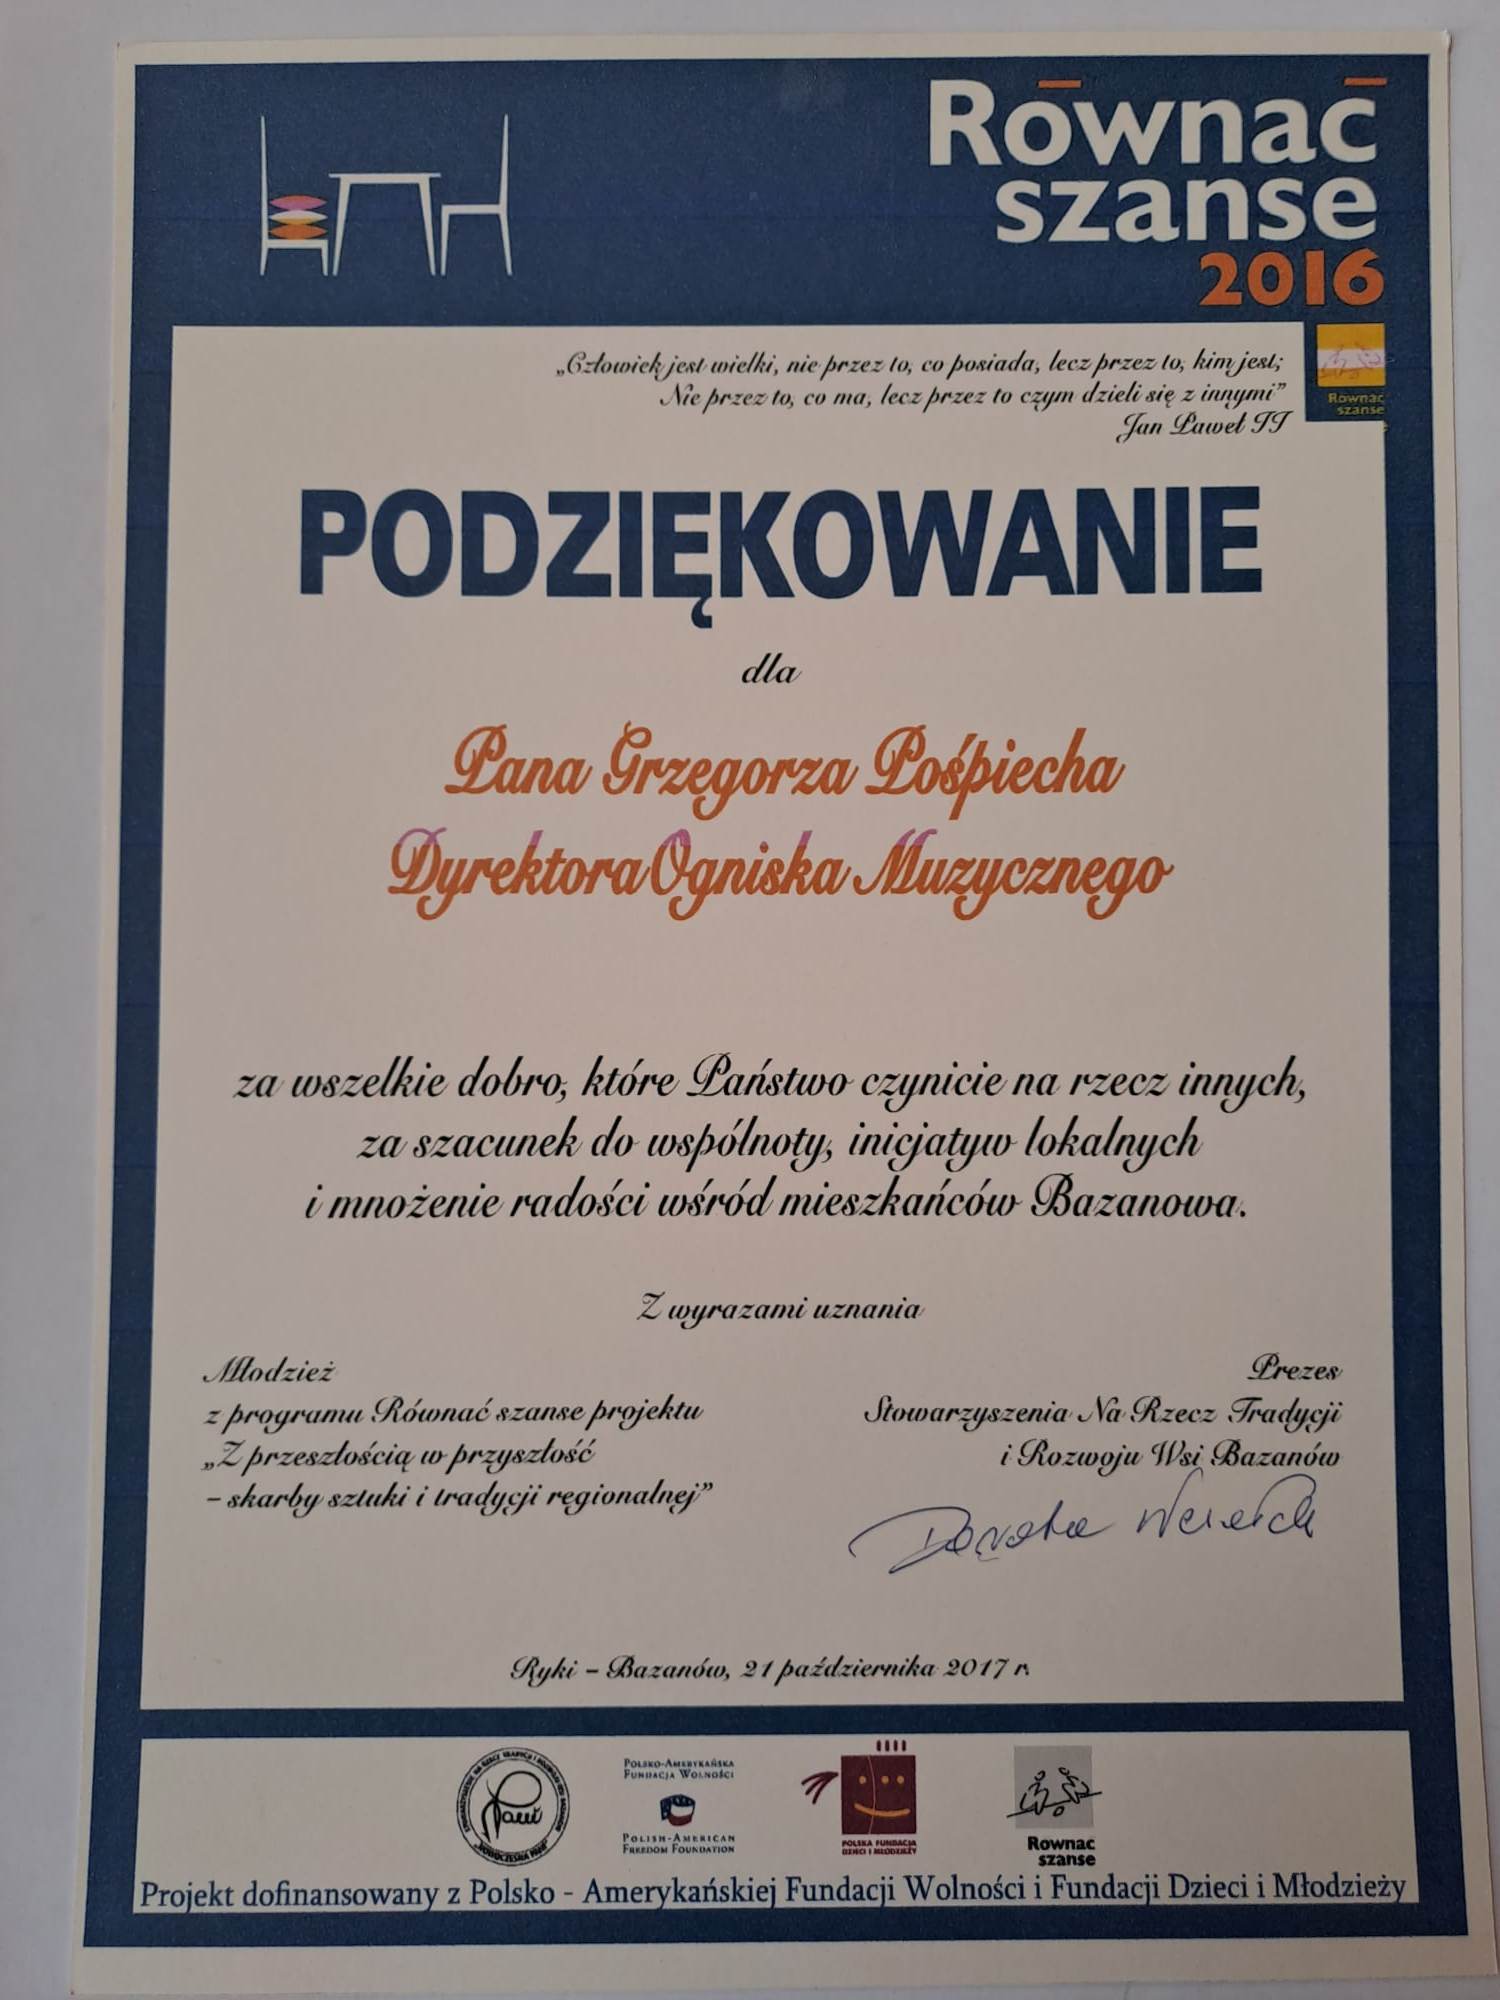 Równać
szanse
2016
Równać
szanse
„Człowiek jest wielki, nie przez to, co posiada, lecz przez to, kim jest;
Nie przez to, co ma, lecz przez to czym dzieli się z innymi”
Jan Paweł II
PODZIĘKOWANIE
dla
Pana Grzegorza Pośpiecha
Dyrektora Ogniska Muzycznego
za wszelkie dobro, które Państwo czynicie na rzecz innych,
za szacunek do wspólnoty, inicjatyw lokalnych
i mnożenie radości wśród mieszkańców Bazanowa.
Z wyrazami uznania
Młodzież
z programu Równać szanse projektu
„Z przeszłością w przyszłość
– skarby sztuki i tradycji regionalnej”
Prezes
Stowarzyszenia Na Rzecz Tradycji
i Rozwoju Wsi Bazanów
Ryki – Bazanów, 21 października 2017 r.
POLSKO-AMERYKAŃSKA
FUNDACJA WOLNOŚCI
POLISH-AMERICAN
FREEDOM FOUNDATION
POLSKA FUNDACJA
DZIECI I MŁODZIEŻY
Równać
szanse
Projekt dofinansowany z Polsko - Amerykańskiej Fundacji Wolności i Fundacji Dzieci i Młodzieży